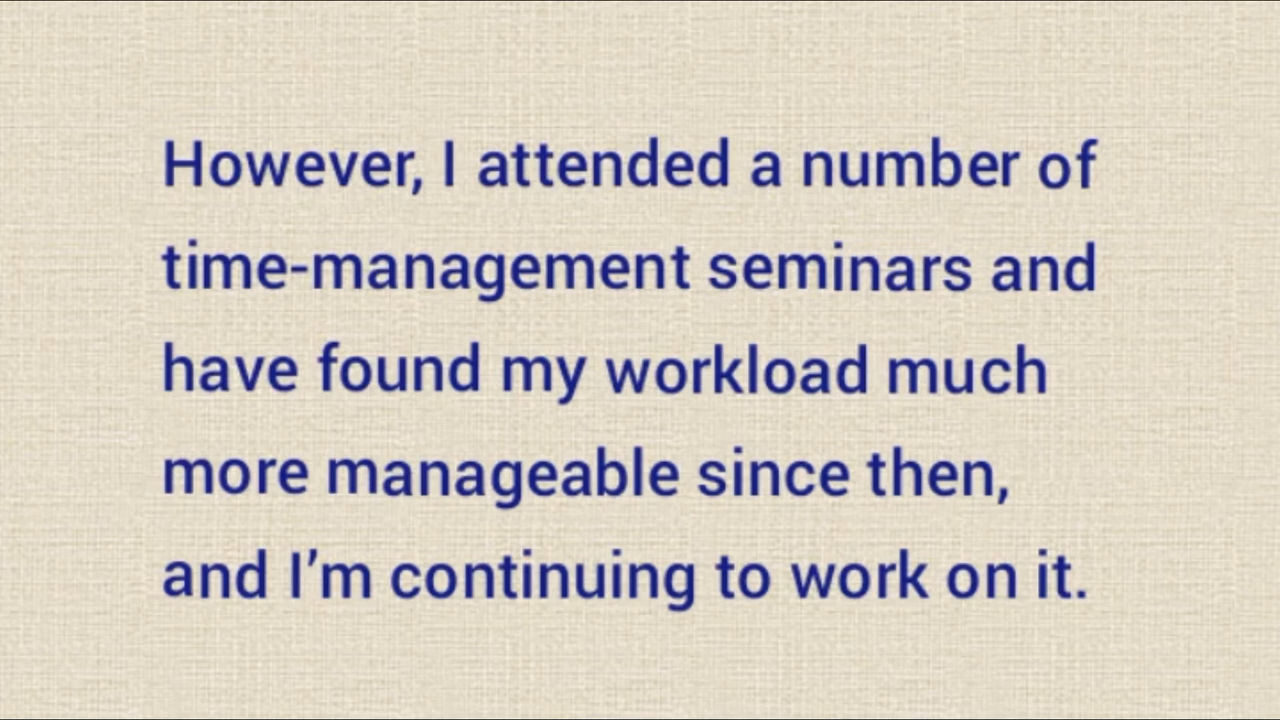 However, I attended a number of
time-management seminars and
have found my workload much
more manageable since then,
and I’m continuing to work on it.